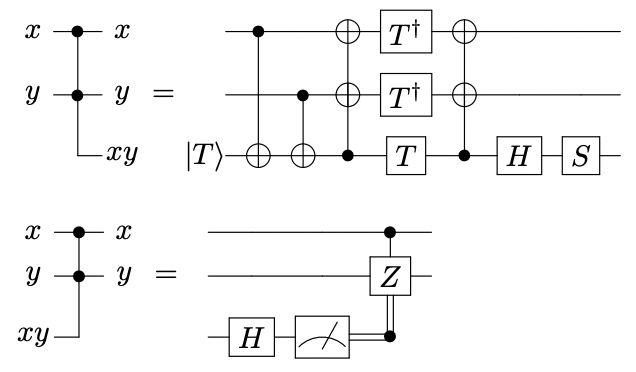 x x T†
y y = T†
xy |T⟩ T H S
x x
y y = Z
xy H